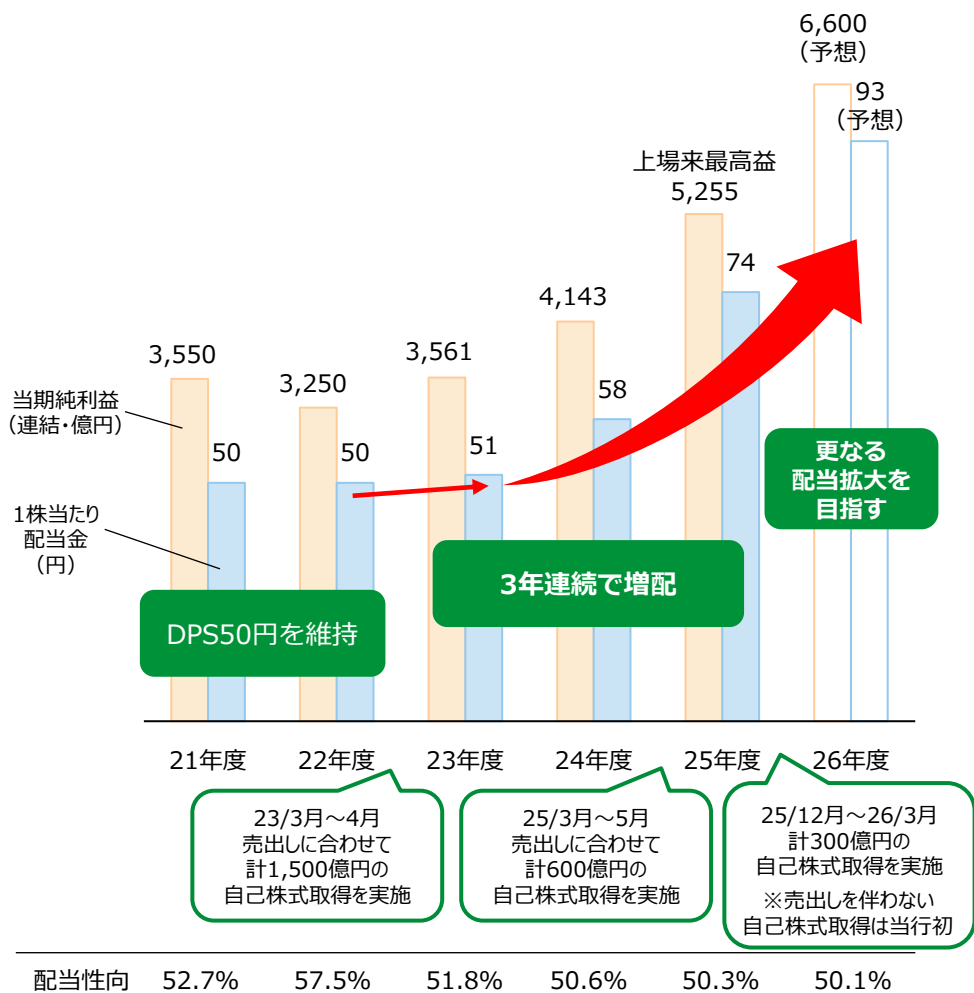 6,600
(予想)
93
(予想)
上場来最高益
5,255
74
4,143
58
3,550
3,250
3,561
50
50
51
当期純利益
(連結・億円)
1株当たり
配当金
(円)
更なる
配当拡大を
目指す
3年連続で増配
DPS50円を維持
21年度 22年度 23年度 24年度 25年度 26年度
23/3月～4月
売出しに合わせて
計1,500億円の
自己株式取得を実施
25/3月～5月
売出しに合わせて
計600億円の
自己株式取得を実施
25/12月～26/3月
計300億円の
自己株式取得を実施
※売出しを伴わない
自己株式取得は当行初
配当性向 52.7% 57.5% 51.8% 50.6% 50.3% 50.1%